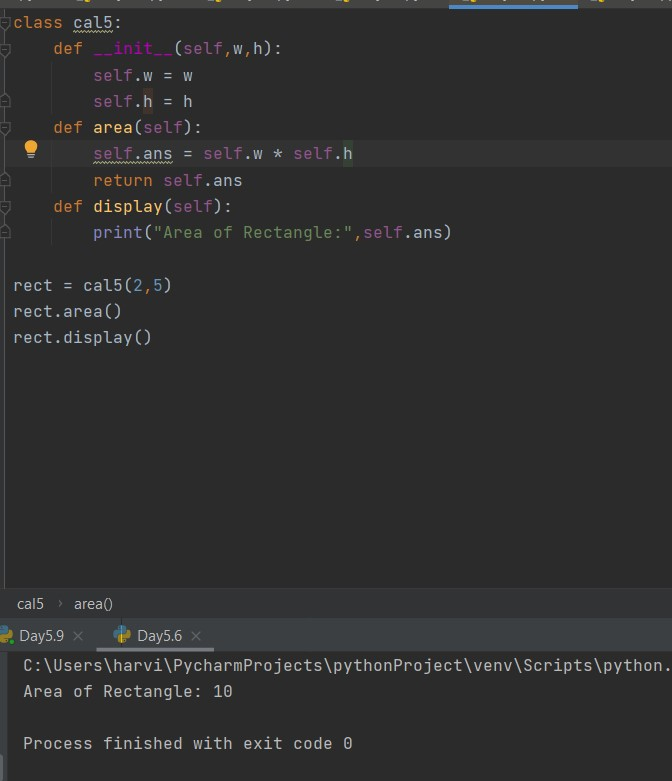 class cal5:
def __init__(self,w,h):
self.w = w
self.h = h
def area(self):
self.ans = self.w * self.h
return self.ans
def display(self):
print("Area of Rectangle:",self.ans)
rect = cal5(2,5)
rect.area()
rect.display()
cal5 › area()
Day5.9 × Day5.6 ×
C:\Users\harvi\PycharmProjects\pythonProject\venv\Scripts\python.
Area of Rectangle: 10
Process finished with exit code 0